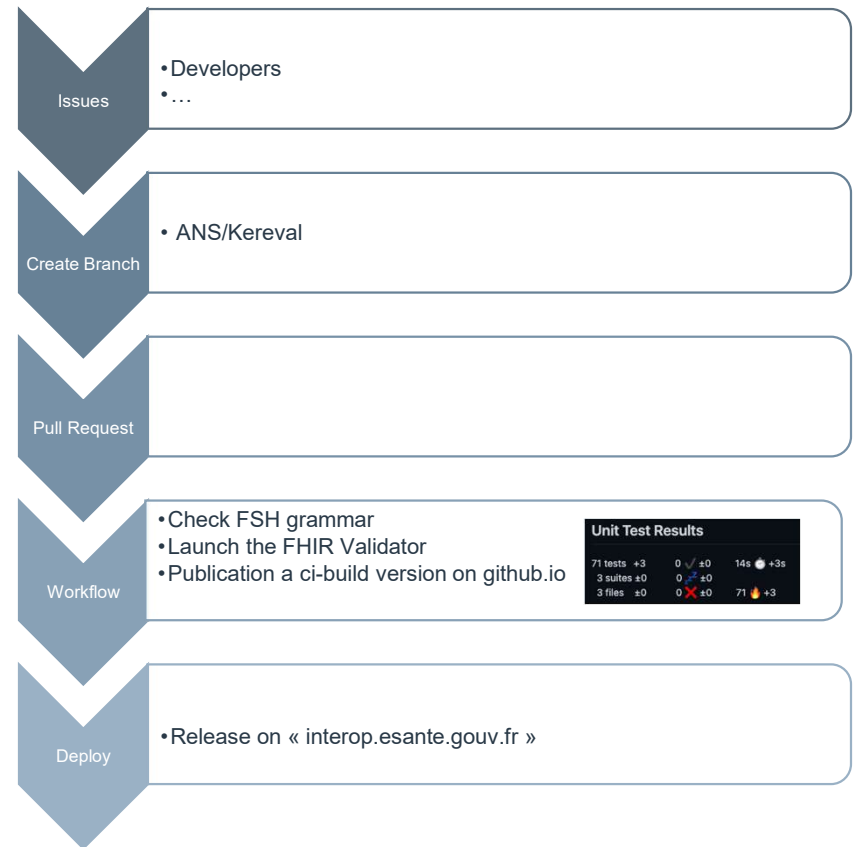 Issues
•Developers
•…
Create Branch
• ANS/Kereval
Pull Request
Workflow
•Check FSH grammar
•Launch the FHIR Validator
•Publication a ci-build version on github.io
Unit Test Results
71 tests +3 0 ✓ ±0 14s ⏱ +3s
3 suites ±0 0 💤 ±0
3 files ±0 0 ❌ ±0 71 🔥 +3
Deploy
•Release on « interop.esante.gouv.fr »